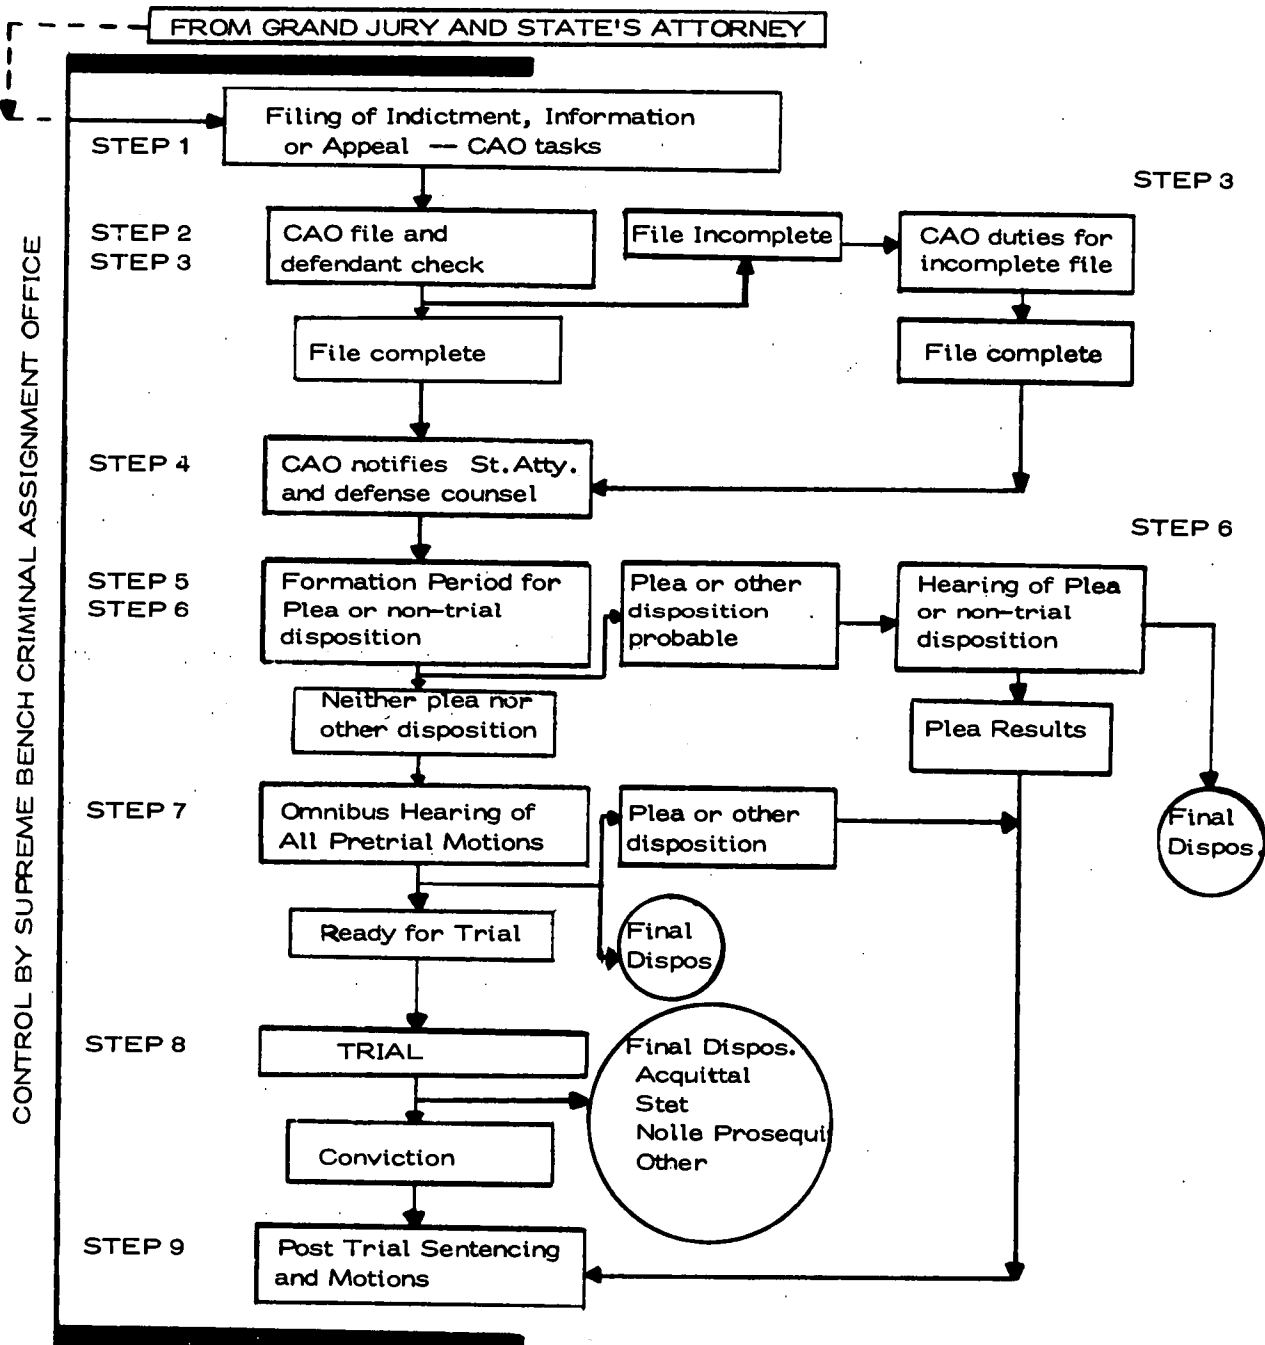 FROM GRAND JURY AND STATE'S ATTORNEY
CONTROL BY SUPREME BENCH CRIMINAL ASSIGNMENT OFFICE
STEP 1
Filing of Indictment, Information
or Appeal — CAO tasks
STEP 2
STEP 3
CAO file and
defendant check
File Incomplete
STEP 3
CAO duties for
incomplete file
File complete
File complete
STEP 4
CAO notifies St.Atty.
and defense counsel
STEP 5
STEP 6
Formation Period for
Plea or non-trial
disposition
Plea or other
disposition
probable
STEP 6
Hearing of Plea
or non-trial
disposition
Neither plea nor
other disposition
Plea Results
Final
Dispos.
STEP 7
Omnibus Hearing of
All Pretrial Motions
Plea or other
disposition
Ready for Trial
Final
Dispos
STEP 8
TRIAL
Final Dispos.
Acquittal
Stet
Nolle Prosequi
Other
Conviction
STEP 9
Post Trial Sentencing
and Motions